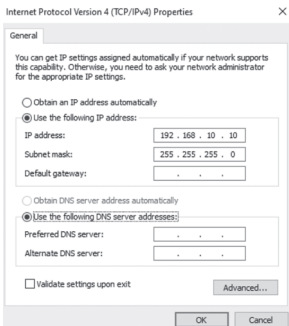 Internet Protocol Version 4 (TCP/IPv4) Properties
General
You can get IP settings assigned automatically if your network supports
this capability. Otherwise, you need to ask your network administrator
for the appropriate IP settings.
Obtain an IP address automatically
Use the following IP address:
IP address: 192 . 168 . 10 . 10
Subnet mask: 255 . 255 . 255 . 0
Default gateway: . . .
Obtain DNS server address automatically
Use the following DNS server addresses:
Preferred DNS server: . . .
Alternate DNS server: . . .
Validate settings upon exit
Advanced...
OK Cancel